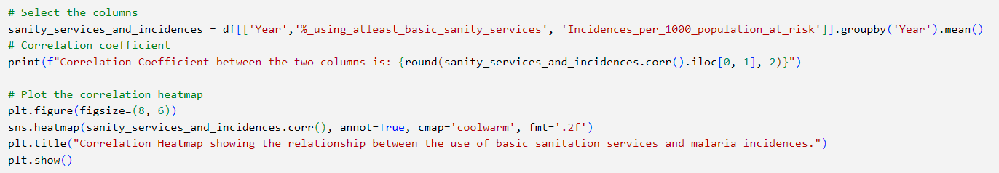 # Select the columns
sanity_services_and_incidences = df[['Year','%_using_atleast_basic_sanity_services', 'Incidences_per_1000_population_at_risk']].groupby('Year').mean()
# Correlation coefficient
print(f"Correlation Coefficient between the two columns is: {round(sanity_services_and_incidences.corr().iloc[0, 1], 2)}")
# Plot the correlation heatmap
plt.figure(figsize=(8, 6))
sns.heatmap(sanity_services_and_incidences.corr(), annot=True, cmap='coolwarm', fmt='.2f')
plt.title("Correlation Heatmap showing the relationship between the use of basic sanitation services and malaria incidences.")
plt.show()